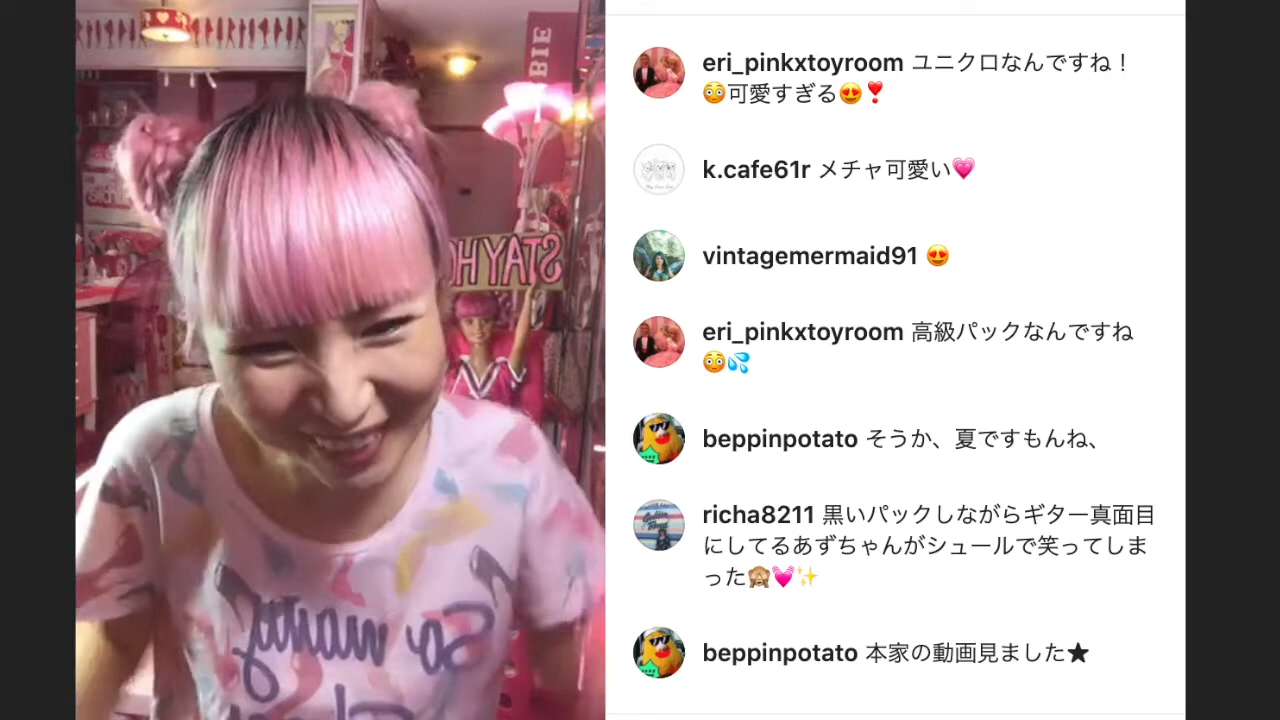 BIE
STAY HO
So many
eri_pinkxtoyroom ユニクロなんですね！
😳可愛すぎる😍❣️
k.cafe61r メチャ可愛い💗
vintagemermaid91 😍
eri_pinkxtoyroom 高級パックなんですね
😳💦
beppinpotato そうか、夏ですもんね、
richa8211 黒いパックしながらギター真面目
にしてるあずちゃんがシュールで笑ってしま
った🙈💓✨
beppinpotato 本家の動画見ました★